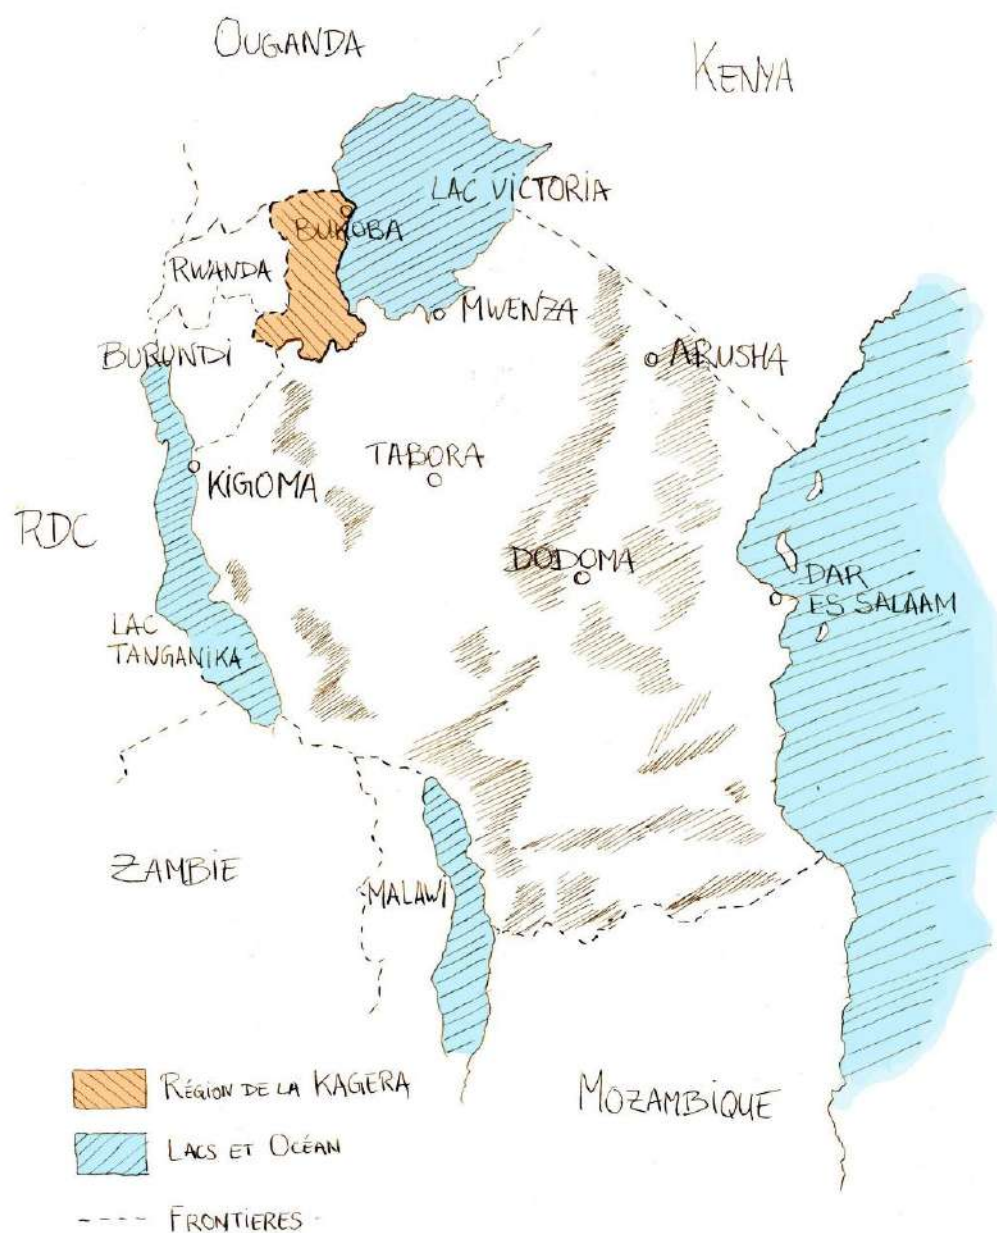 OUGANDA
KENYA
LAC VICTORIA
BUKOBA
RWANDA
MWENZA
BURUNDI
ARUSHA
TABORA
KIGOMA
RDC
DODOMA
DAR
ES SALAAM
LAC
TANGANIKA
ZAMBIE
MALAWI
MOZAMBIQUE
RÉGION DE LA KAGERA
LACS ET OCÉAN
FRONTIERES